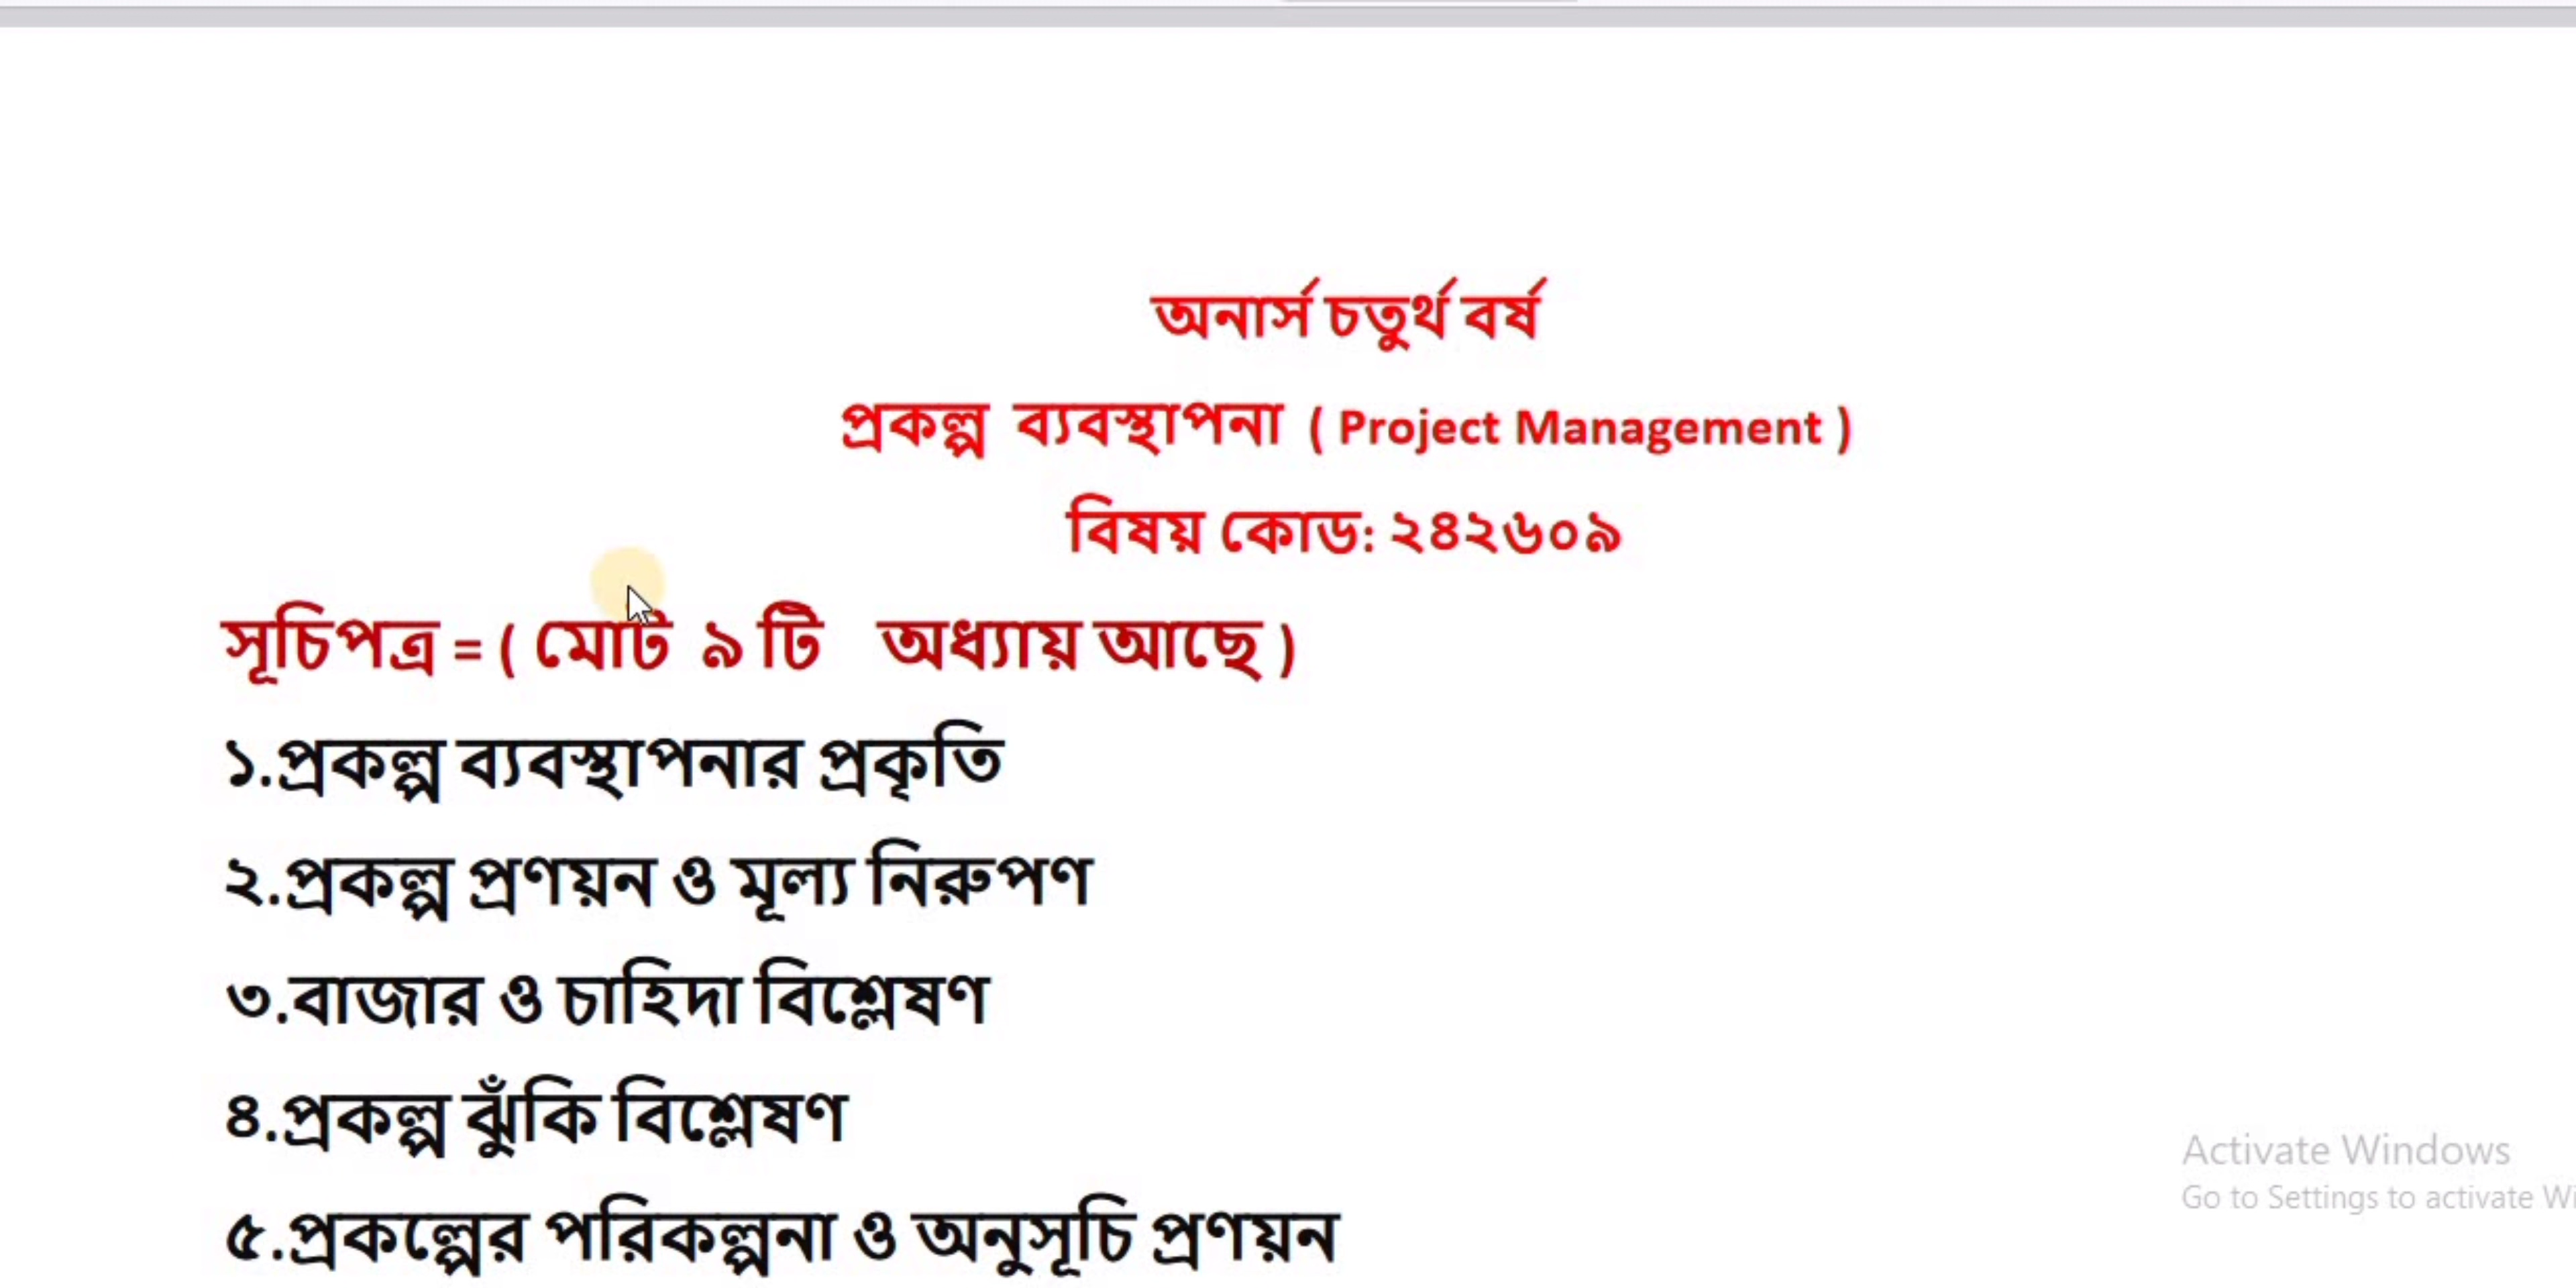 অনার্স চতুর্থ বর্ষ
প্রকল্প ব্যবস্থাপনা ( Project Management )
বিষয় কোড: ২৪২৬০৯
সূচিপত্র = ( মোট ৯ টি অধ্যায় আছে )
১.প্রকল্প ব্যবস্থাপনার প্রকৃতি
২.প্রকল্প প্রণয়ন ও মূল্য নিরুপণ
৩.বাজার ও চাহিদা বিশ্লেষণ
৪.প্রকল্প ঝুঁকি বিশ্লেষণ
৫.প্রকল্পের পরিকল্পনা ও অনুসূচি প্রণয়ন
Activate Windows
Go to Settings to activate Wi